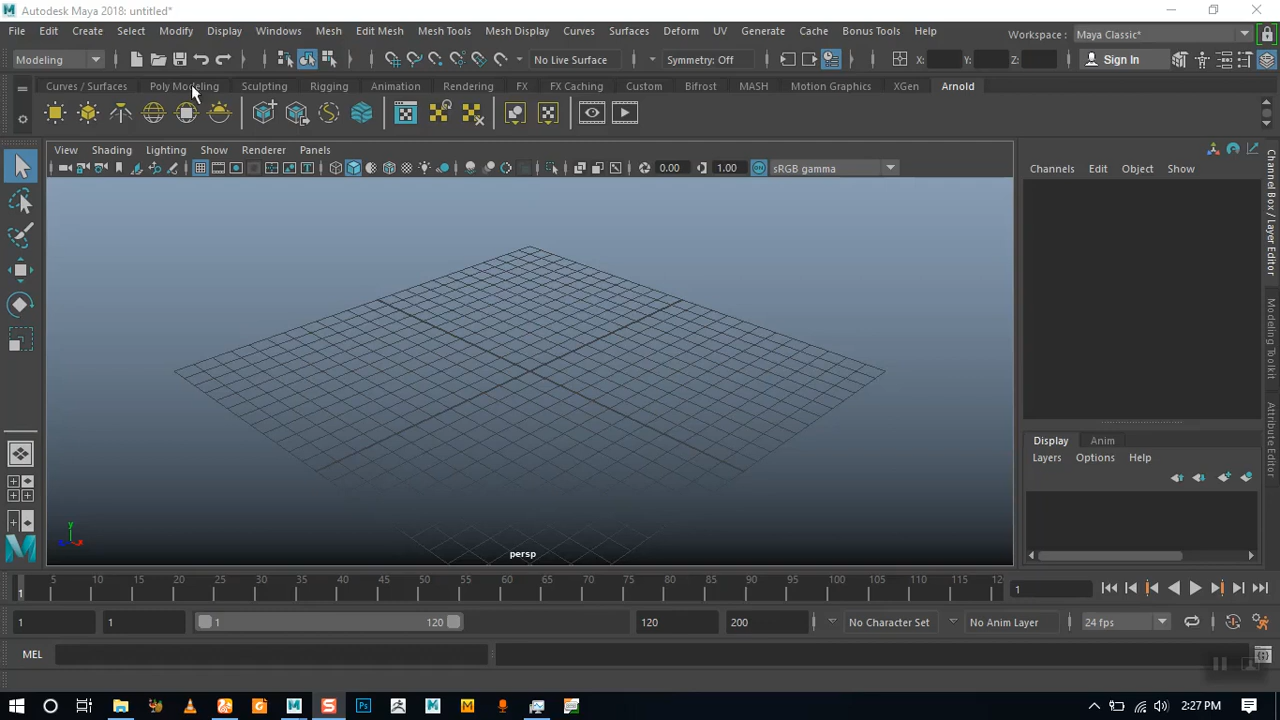 Autodesk Maya 2018: untitled*
File Edit Create Select Modify Display Windows Mesh Edit Mesh Mesh Tools Mesh Display Curves Surfaces Deform UV Generate Cache Bonus Tools Help Workspace : Maya Classic*
Modeling No Live Surface Symmetry: Off X: Y: Z: Sign In
Curves / Surfaces Poly Modeling Sculpting Rigging Animation Rendering FX FX Caching Custom Bifrost MASH Motion Graphics XGen Arnold
View Shading Lighting Show Renderer Panels
0.00 1.00 ON sRGB gamma
Channels Edit Object Show
Channel Box / Layer Editor
Modeling Toolkit
Attribute Editor
persp
Display Anim
Layers Options Help
1 5 10 15 20 25 30 35 40 45 50 55 60 65 70 75 80 85 90 95 100 105 110 115 12 1
1 1 1 120 120 200 No Character Set No Anim Layer 24 fps
MEL
2:27 PM